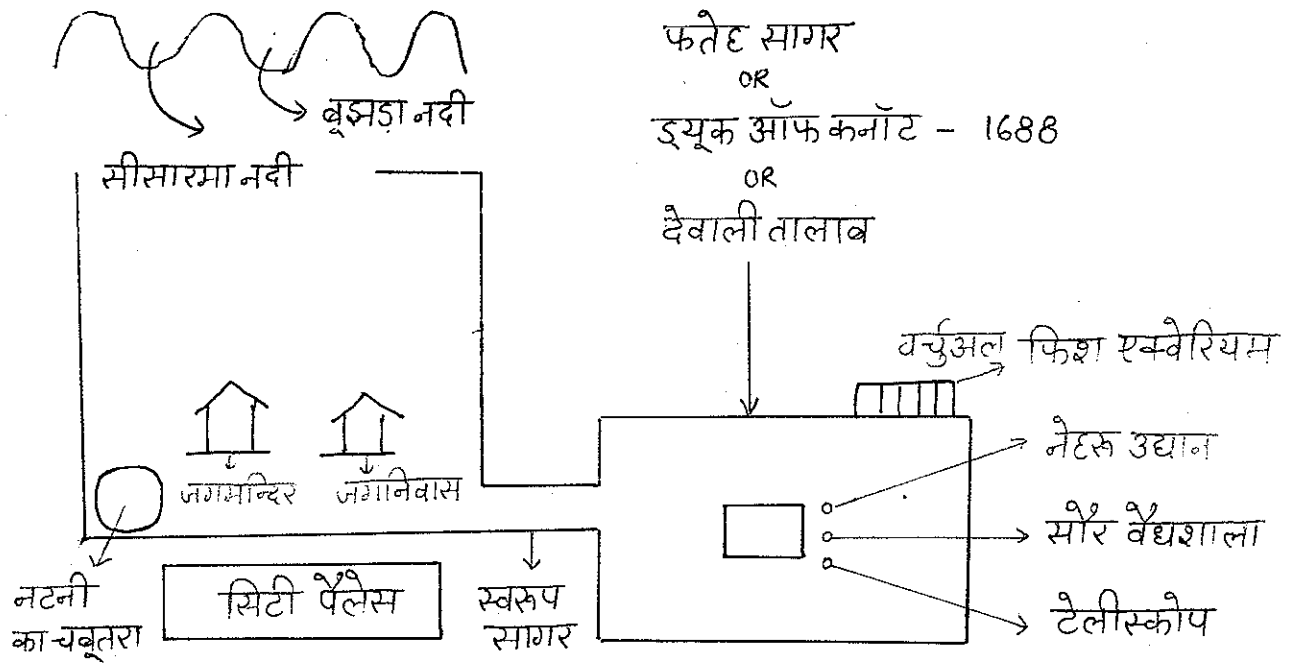 फतेह सागर
OR
ड्यूक ऑफ कनॉट - 1688
OR
देवाली तालाब
बूझड़ा नदी
सीसारमा नदी
वर्चुअल फिश एक्वेरियम
नेहरू उद्यान
सौर वैधशाला
टेलीस्कोप
जगमन्दिर
जगनिवास
नटनी
का चबूतरा
सिटी पैलेस
स्वरूप
सागर